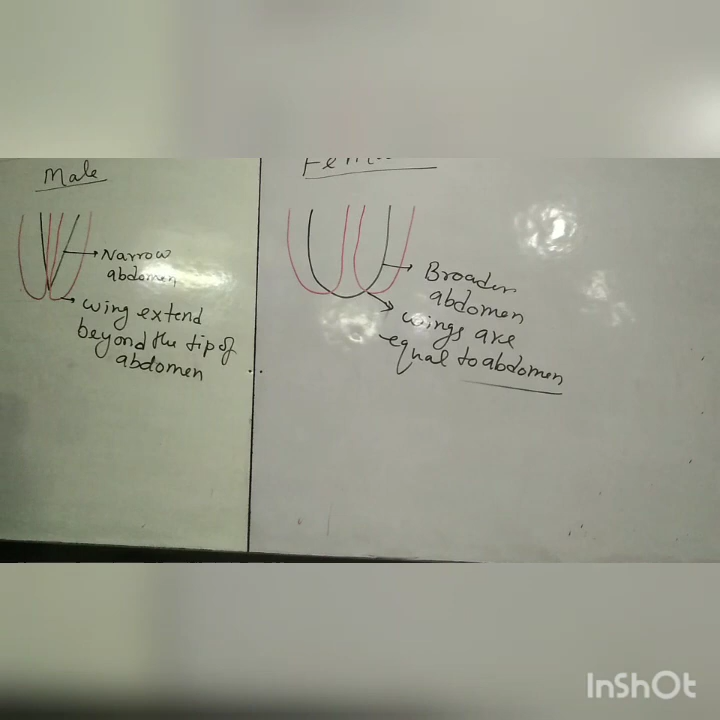 Male
Narrow
abdomen
wing extend
beyond the tip of
abdomen
Broader
abdomen
wings are
equal to abdomen
InShOt